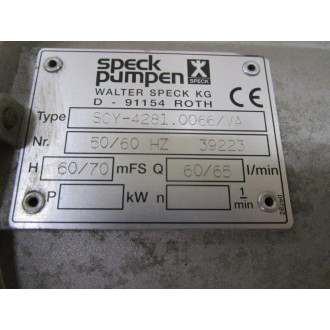 speck
pumpen
SPECK
WALTER SPECK KG
D - 91154 ROTH
CE
Type SCY-4281.0066/VA
Nr. 50/60 HZ 39223
H 60/70 mFS Q 60/65 l/min
P kW n 1/min